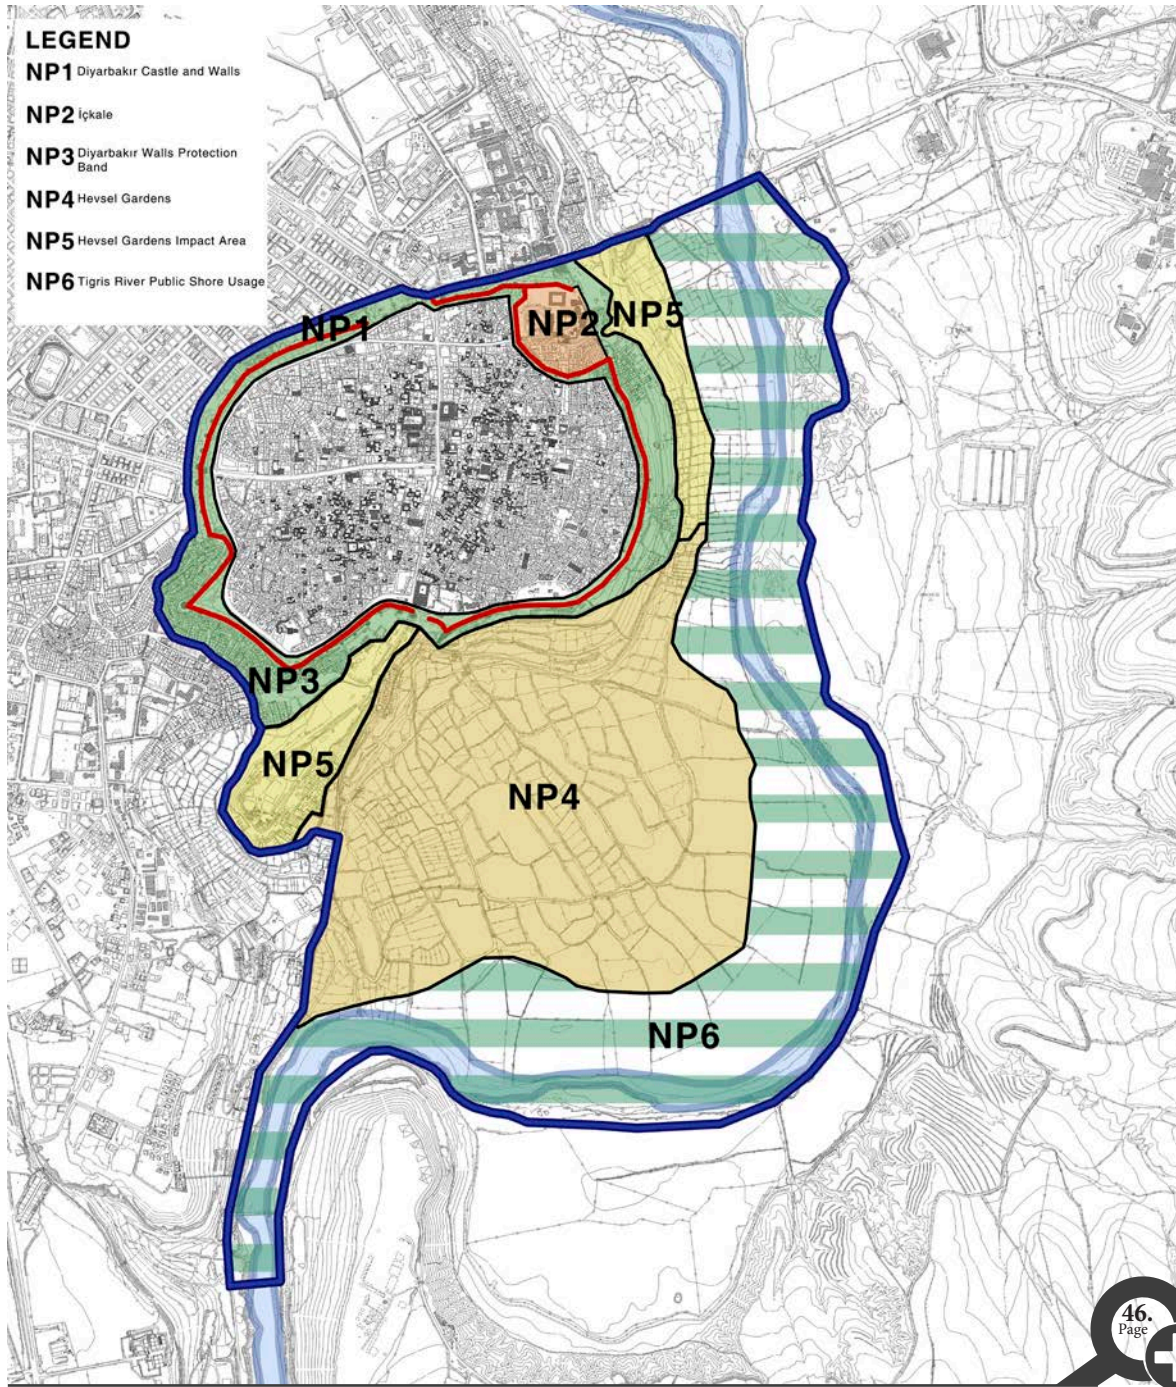 LEGEND
NP1 Diyarbakır Castle and Walls
NP2 İçkale
NP3 Diyarbakır Walls Protection
Band
NP4 Hevsel Gardens
NP5 Hevsel Gardens Impact Area
NP6 Tigris River Public Shore Usage
NP1
NP2
NP5
NP3
NP5
NP4
NP6
46.
Page